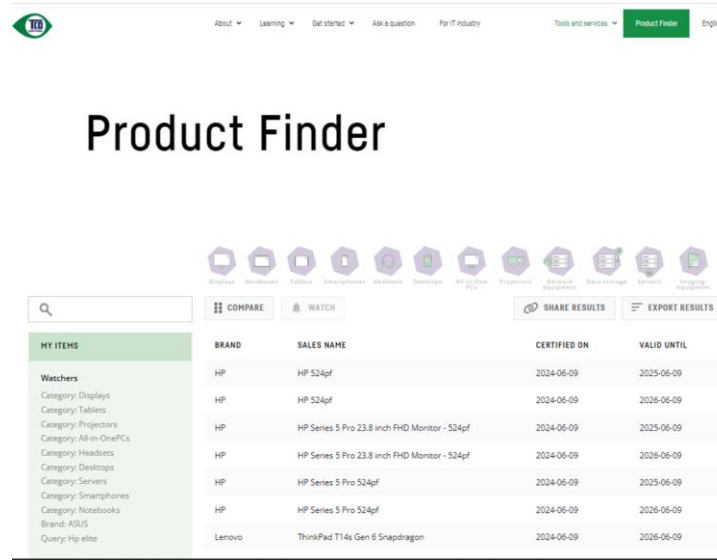 TCO
About Learning Get started Ask a question For IT industry Tools and services Product Finder Engli
Product Finder
Displays Notebooks Tablets Smartphones Headsets Desktops All-in-One PCs Projectors Network equipment Data storage Servers Imaging equipment
COMPARE WATCH SHARE RESULTS EXPORT RESULTS
MY ITEMS
Watchers
Category: Displays
Category: Tablets
Category: Projectors
Category: All-in-OnePCs
Category: Headsets
Category: Desktops
Category: Servers
Category: Smartphones
Category: Notebooks
Brand: ASUS
Query: Hp elite
BRAND SALES NAME CERTIFIED ON VALID UNTIL
HP HP 524pf 2024-06-09 2025-06-09
HP HP 524pf 2024-06-09 2026-06-09
HP HP Series 5 Pro 23.8 inch FHD Monitor - 524pf 2024-06-09 2025-06-09
HP HP Series 5 Pro 23.8 inch FHD Monitor - 524pf 2024-06-09 2026-06-09
HP HP Series 5 Pro 524pf 2024-06-09 2025-06-09
HP HP Series 5 Pro 524pf 2024-06-09 2026-06-09
Lenovo ThinkPad T14s Gen 6 Snapdragon 2024-06-09 2026-06-09